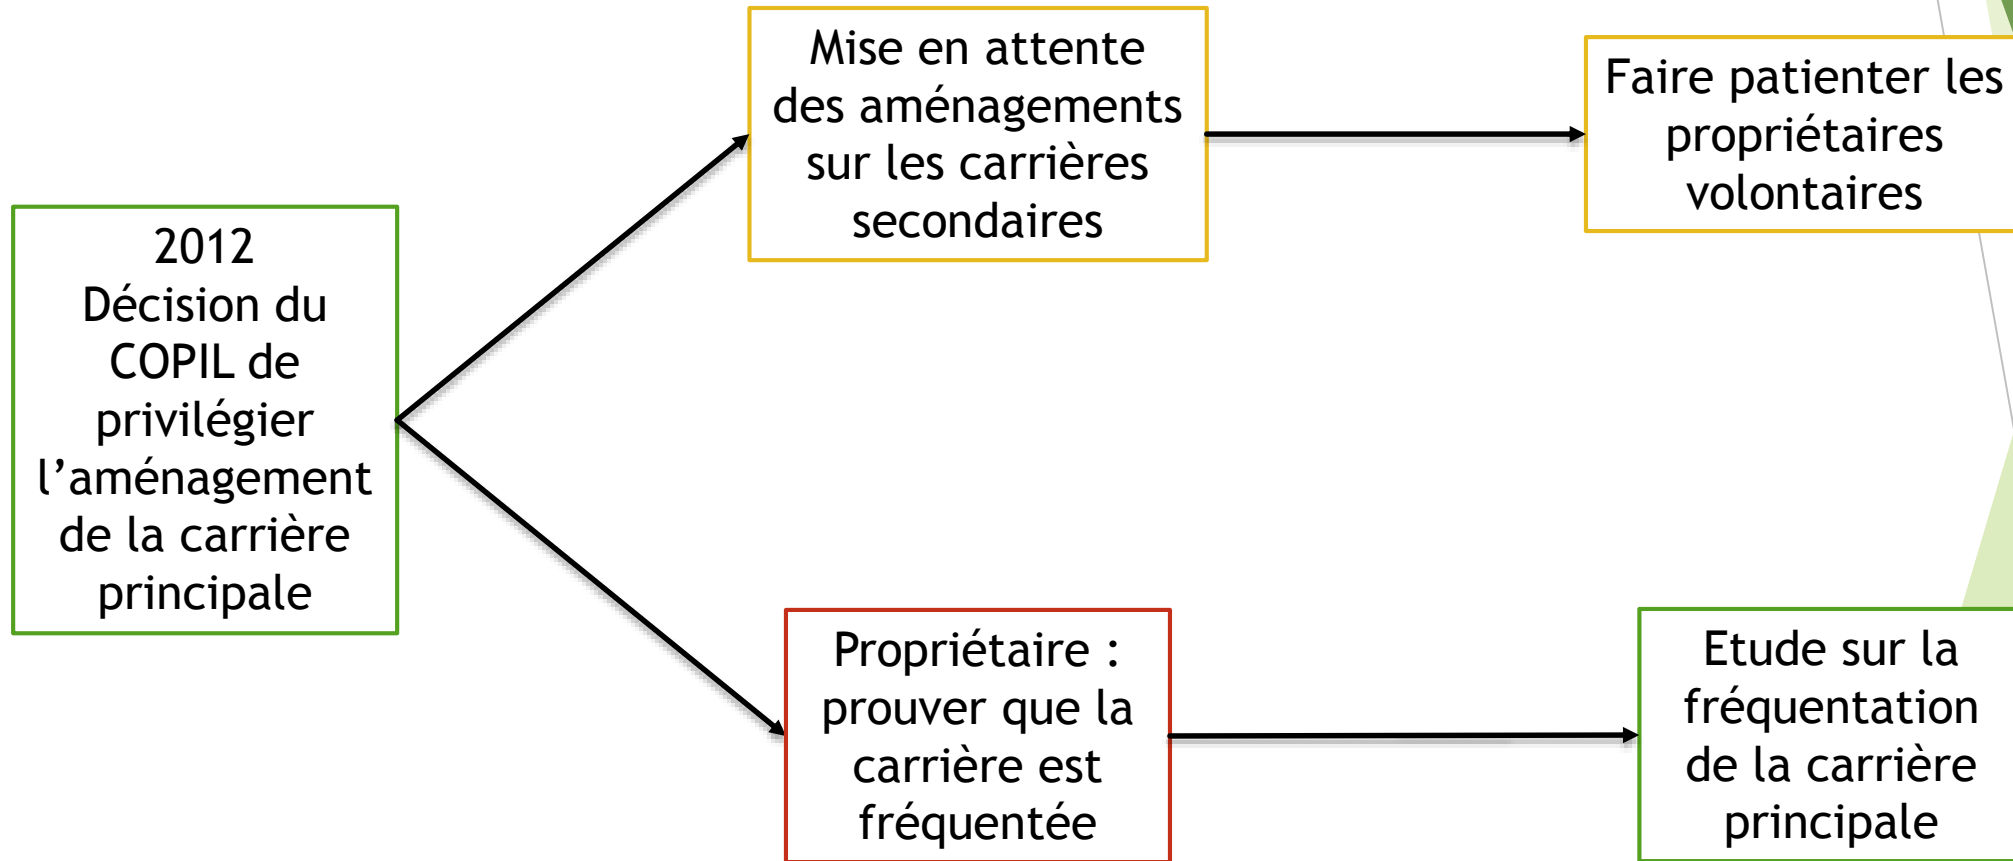 2012
Décision du
COPIL de
privilégier
l’aménagement
de la carrière
principale
Mise en attente
des aménagements
sur les carrières
secondaires
Faire patienter les
propriétaires
volontaires
Propriétaire :
prouver que la
carrière est
fréquentée
Etude sur la
fréquentation
de la carrière
principale